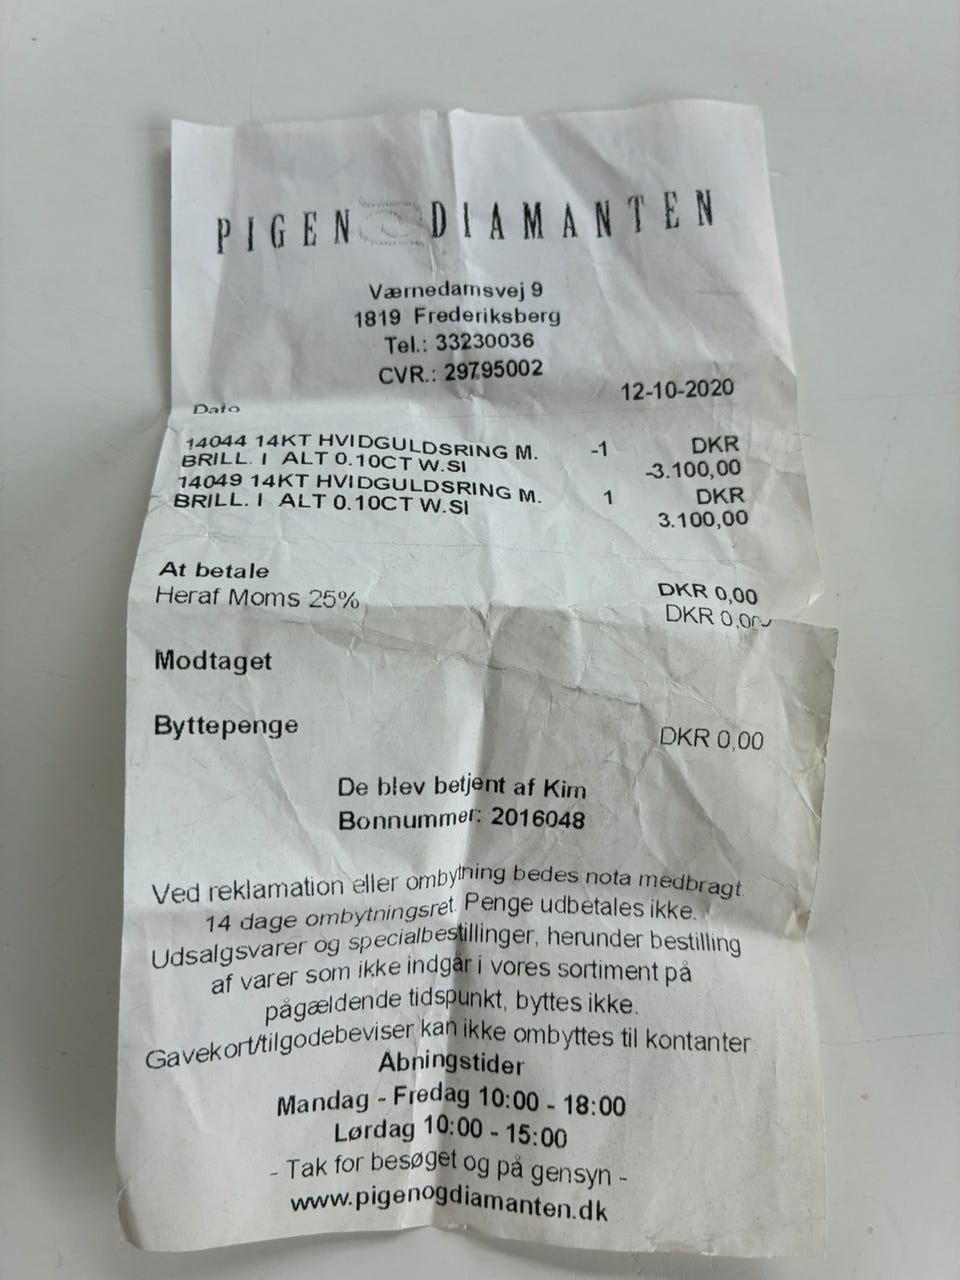 PIGEN DIAMANTEN
Værnedamsvej 9
1819 Frederiksberg
Tel.: 33230036
CVR.: 29795002
Dato 12-10-2020
14044 14KT HVIDGULDSRING M. -1 DKR
BRILL. I ALT 0.10CT W.SI -3.100,00
14049 14KT HVIDGULDSRING M. 1 DKR
BRILL. I ALT 0.10CT W.SI 3.100,00
At betale DKR 0,00
Heraf Moms 25% DKR 0,00
Modtaget
Byttepenge DKR 0,00
De blev betjent af Kim
Bonnummer: 2016048
Ved reklamation eller ombytning bedes nota medbragt.
14 dage ombytningsret. Penge udbetales ikke.
Udsalgsvarer og specialbestillinger, herunder bestilling
af varer som ikke indgår i vores sortiment på
pågældende tidspunkt, byttes ikke.
Gavekort/tilgodebeviser kan ikke ombyttes til kontanter
Åbningstider
Mandag - Fredag 10:00 - 18:00
Lørdag 10:00 - 15:00
- Tak for besøget og på gensyn -
www.pigenogdiamanten.dk